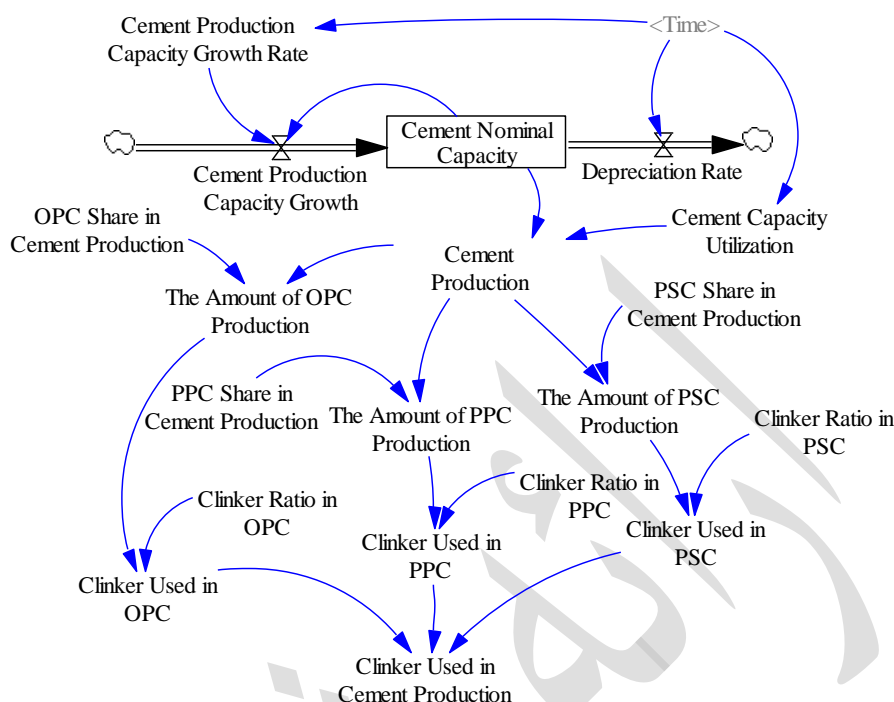 Cement Production
Capacity Growth Rate
<Time>
Cement Nominal
Capacity
Cement Production
Capacity Growth
Depreciation Rate
OPC Share in
Cement Production
Cement Capacity
Utilization
Cement
Production
The Amount of OPC
Production
PSC Share in
Cement Production
PPC Share in
Cement Production
The Amount of PPC
Production
The Amount of PSC
Production
Clinker Ratio in
PSC
Clinker Ratio in
OPC
Clinker Ratio in
PPC
Clinker Used in
PPC
Clinker Used in
PSC
Clinker Used in
OPC
Clinker Used in
Cement Production